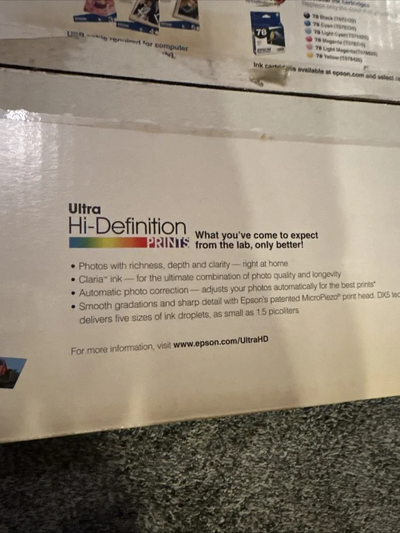 required for computer
78
78 Black
78 Cyan
78 Light Cyan
78 Magenta
78 Light Magenta
78 Yellow
available at epson.com and select
Ultra
Hi-Definition
PRINTS
What you've come to expect
from the lab, only better!
• Photos with richness, depth and clarity — right at home
• Claria™ ink — for the ultimate combination of photo quality and longevity
• Automatic photo correction — adjusts your photos automatically for the best prints*
• Smooth gradations and sharp detail with Epson's patented MicroPiezo® print head. DX5 tec
delivers five sizes of ink droplets, as small as 1.5 picoliters
For more information, visit www.epson.com/UltraHD